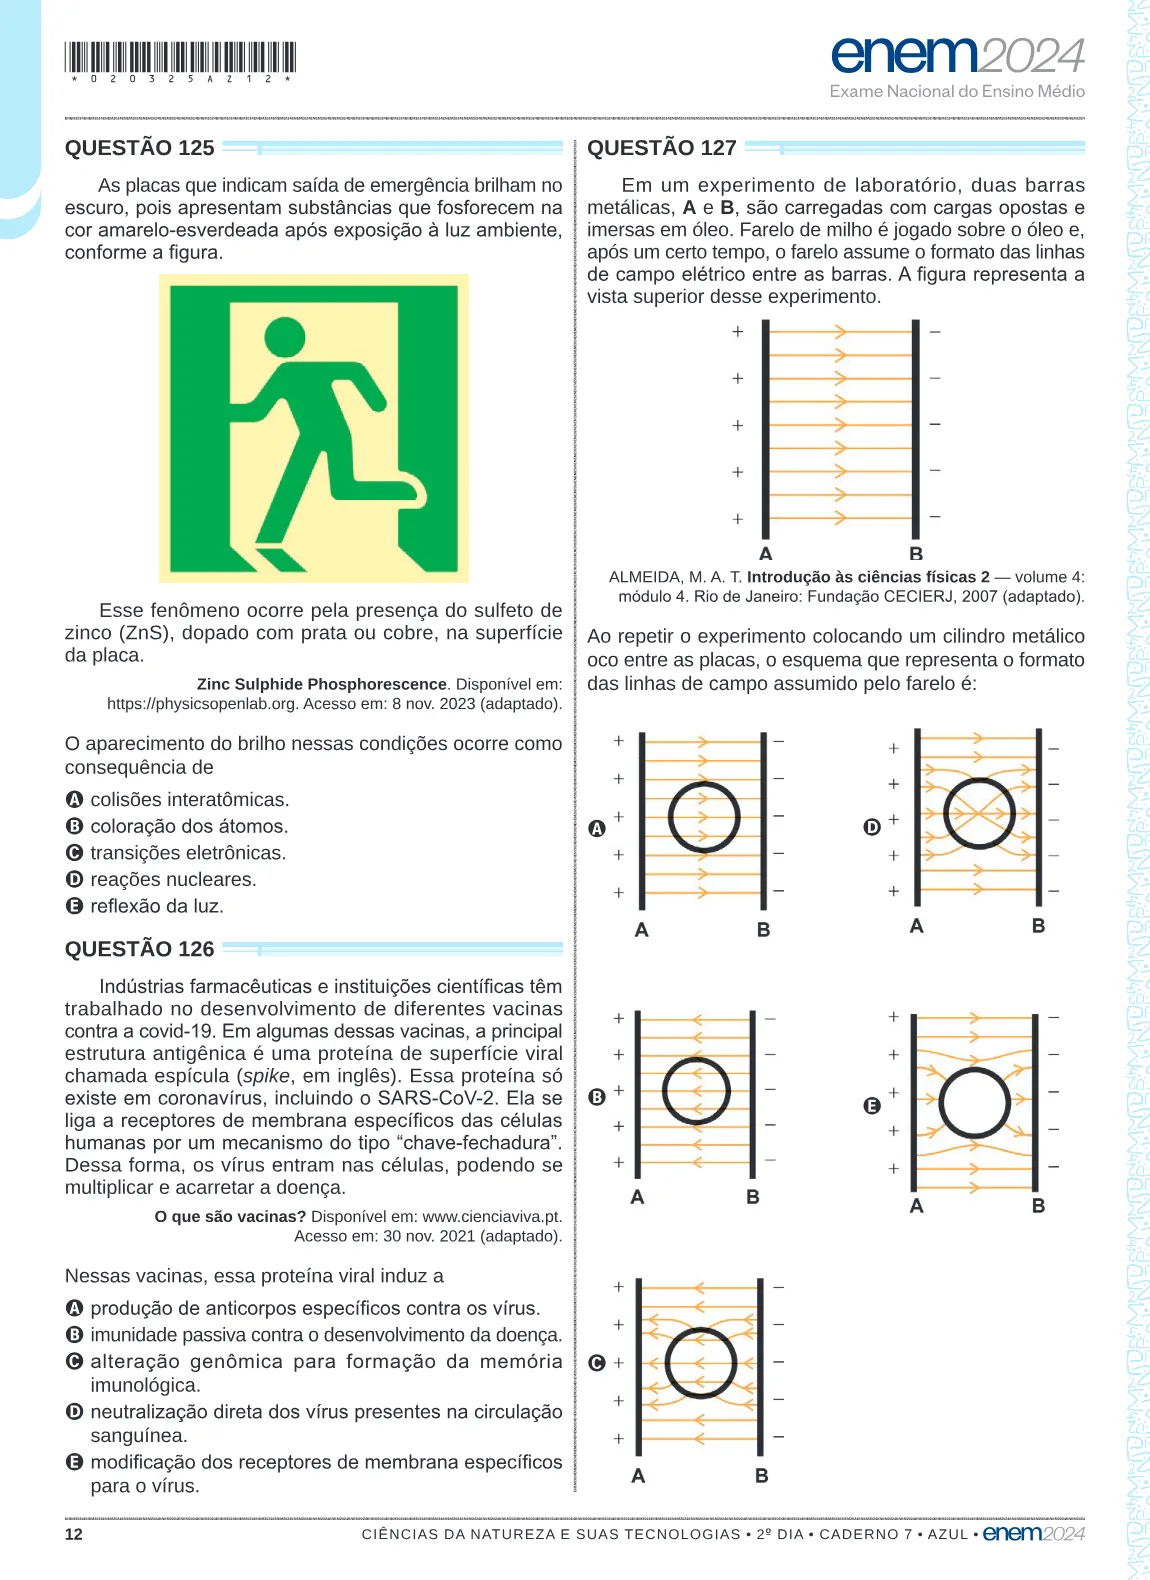 *020325AZ12*
enem2024
Exame Nacional do Ensino Médio
QUESTÃO 125
As placas que indicam saída de emergência brilham no
escuro, pois apresentam substâncias que fosforecem na
cor amarelo-esverdeada após exposição à luz ambiente,
conforme a figura.
Esse fenômeno ocorre pela presença do sulfeto de
zinco (ZnS), dopado com prata ou cobre, na superfície
da placa.
Zinc Sulphide Phosphorescence. Disponível em:
https://physicsopenlab.org. Acesso em: 8 nov. 2023 (adaptado).
O aparecimento do brilho nessas condições ocorre como
consequência de
A colisões interatômicas.
B coloração dos átomos.
C transições eletrônicas.
D reações nucleares.
E reflexão da luz.
QUESTÃO 126
Indústrias farmacêuticas e instituições científicas têm
trabalhado no desenvolvimento de diferentes vacinas
contra a covid-19. Em algumas dessas vacinas, a principal
estrutura antigênica é uma proteína de superfície viral
chamada espícula (spike, em inglês). Essa proteína só
existe em coronavírus, incluindo o SARS-CoV-2. Ela se
liga a receptores de membrana específicos das células
humanas por um mecanismo do tipo “chave-fechadura”.
Dessa forma, os vírus entram nas células, podendo se
multiplicar e acarretar a doença.
O que são vacinas? Disponível em: www.cienciaviva.pt.
Acesso em: 30 nov. 2021 (adaptado).
Nessas vacinas, essa proteína viral induz a
A produção de anticorpos específicos contra os vírus.
B imunidade passiva contra o desenvolvimento da doença.
C alteração genômica para formação da memória
imunológica.
D neutralização direta dos vírus presentes na circulação
sanguínea.
E modificação dos receptores de membrana específicos
para o vírus.
QUESTÃO 127
Em um experimento de laboratório, duas barras
metálicas, A e B, são carregadas com cargas opostas e
imersas em óleo. Farelo de milho é jogado sobre o óleo e,
após um certo tempo, o farelo assume o formato das linhas
de campo elétrico entre as barras. A figura representa a
vista superior desse experimento.
+ −
+ −
+ −
+ −
+ −
A B
ALMEIDA, M. A. T. Introdução às ciências físicas 2 — volume 4:
módulo 4. Rio de Janeiro: Fundação CECIERJ, 2007 (adaptado).
Ao repetir o experimento colocando um cilindro metálico
oco entre as placas, o esquema que representa o formato
das linhas de campo assumido pelo farelo é:
A
+ −
+ −
+ −
+ −
+ −
A B
B
+ −
+ −
+ −
+ −
+ −
A B
C
+ −
+ −
+ −
+ −
+ −
A B
D
+ −
+ −
+ −
+ −
+ −
A B
E
+ −
+ −
+ −
+ −
+ −
A B
12
CIÊNCIAS DA NATUREZA E SUAS TECNOLOGIAS • 2º DIA • CADERNO 7 • AZUL • enem2024